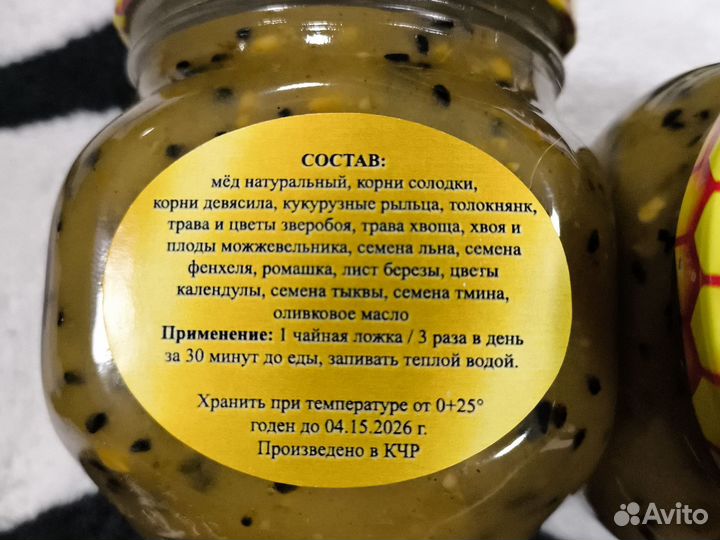 СОСТАВ:
мёд натуральный, корни солодки,
корни девясила, кукурузные рыльца, толокнянк,
трава и цветы зверобоя, трава хвоща, хвоя и
плоды можжевельника, семена льна, семена
фенхеля, ромашка, лист березы, цветы
календулы, семена тыквы, семена тмина,
оливковое масло
Применение: 1 чайная ложка / 3 раза в день
за 30 минут до еды, запивать теплой водой.
Хранить при температуре от 0+25°
годен до 04.15.2026 г.
Произведено в КЧР
Avito